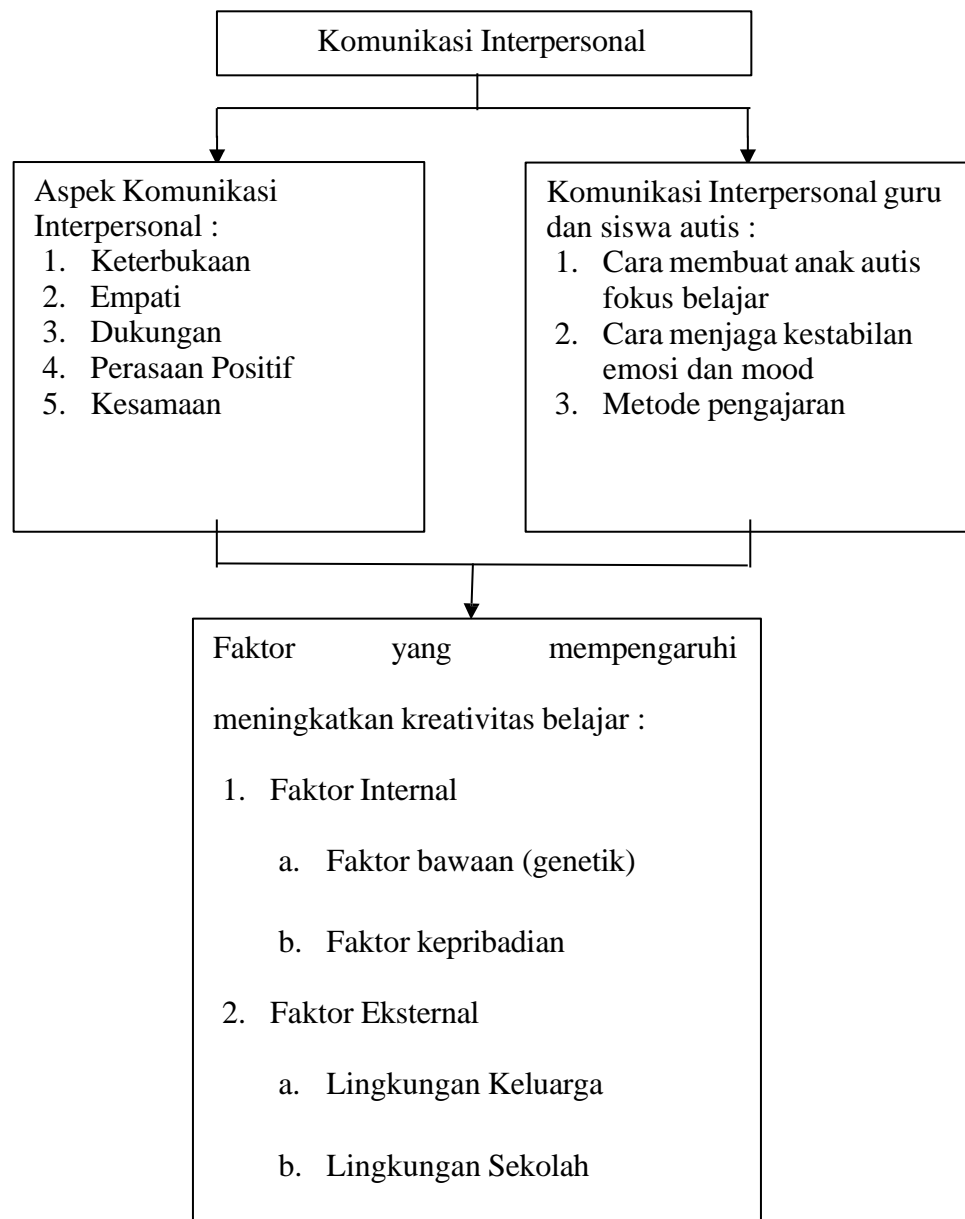 Komunikasi Interpersonal
Aspek Komunikasi
Interpersonal :
1. Keterbukaan
2. Empati
3. Dukungan
4. Perasaan Positif
5. Kesamaan
Komunikasi Interpersonal guru
dan siswa autis :
1. Cara membuat anak autis
fokus belajar
2. Cara menjaga kestabilan
emosi dan mood
3. Metode pengajaran
Faktor yang mempengaruhi
meningkatkan kreativitas belajar :
1. Faktor Internal
a. Faktor bawaan (genetik)
b. Faktor kepribadian
2. Faktor Eksternal
a. Lingkungan Keluarga
b. Lingkungan Sekolah